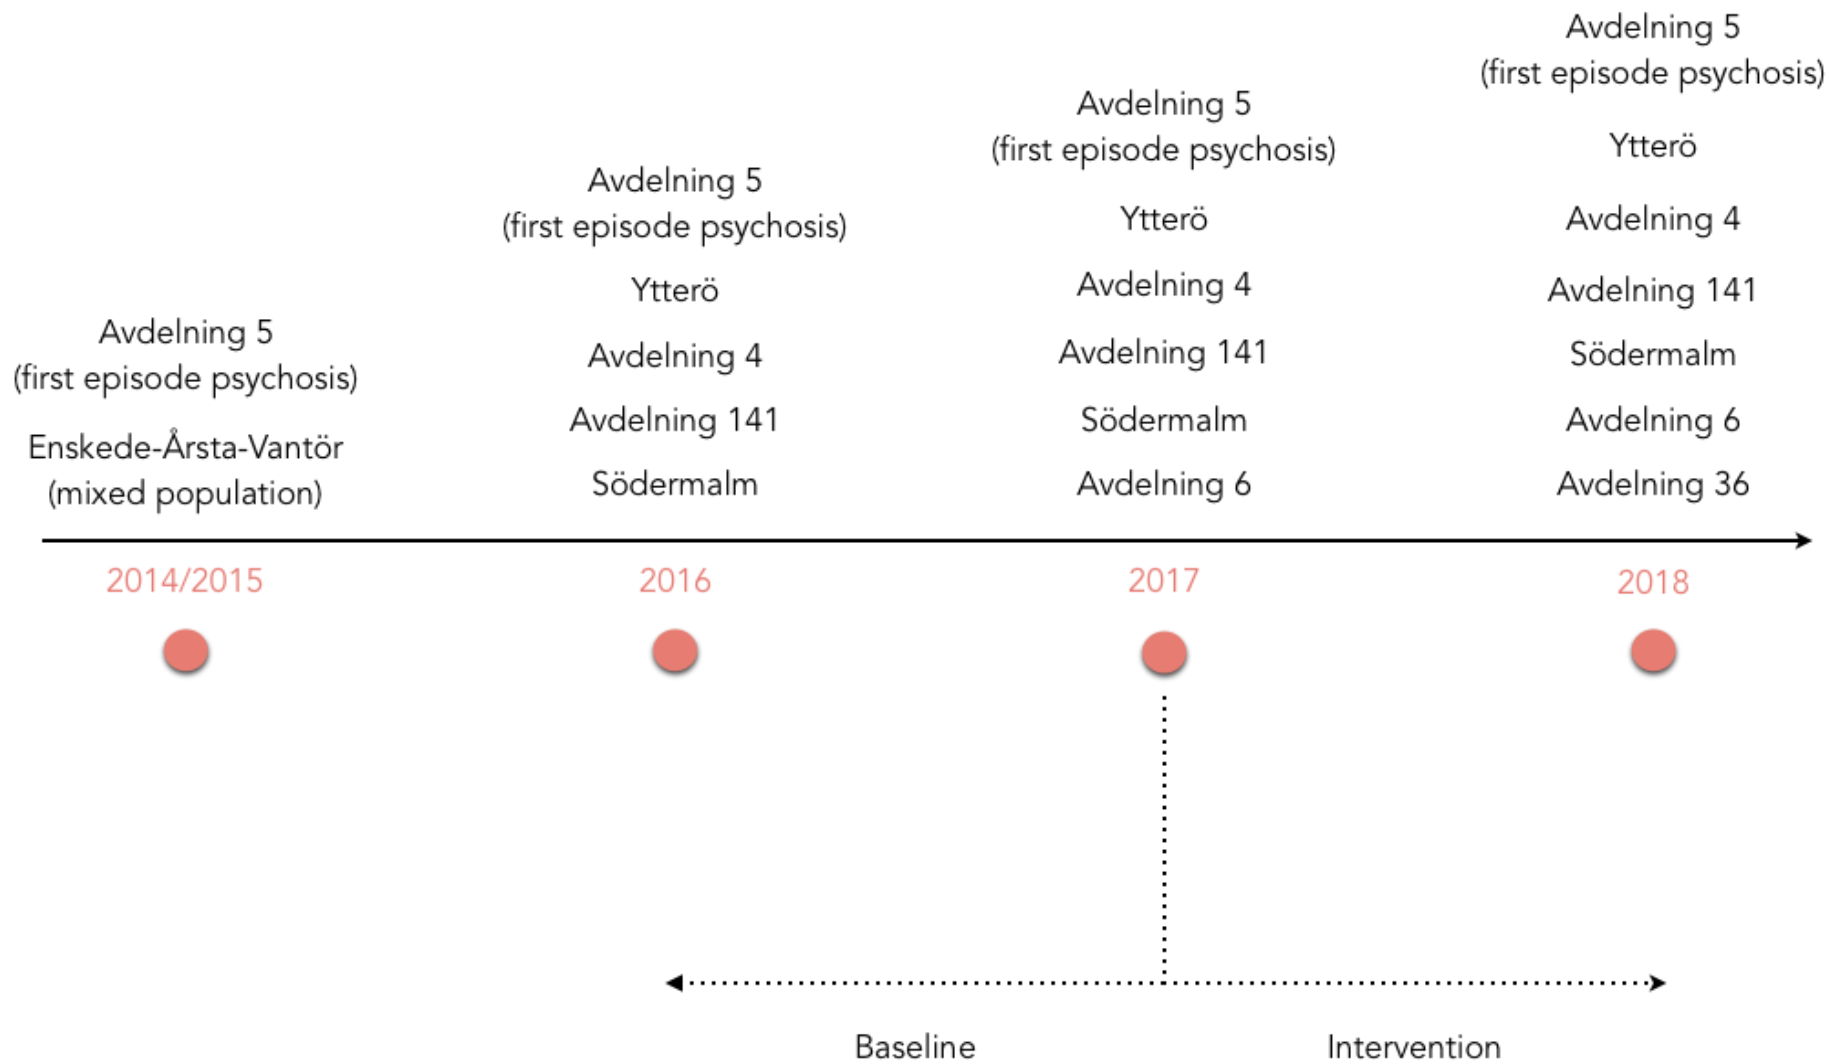 Avdelning 5
(first episode psychosis)
Enskede-Årsta-Vantör
(mixed population)
2014/2015
Avdelning 5
(first episode psychosis)
Ytterö
Avdelning 4
Avdelning 141
Södermalm
2016
Avdelning 5
(first episode psychosis)
Ytterö
Avdelning 4
Avdelning 141
Södermalm
Avdelning 6
2017
Avdelning 5
(first episode psychosis)
Ytterö
Avdelning 4
Avdelning 141
Södermalm
Avdelning 6
Avdelning 36
2018
Baseline
Intervention